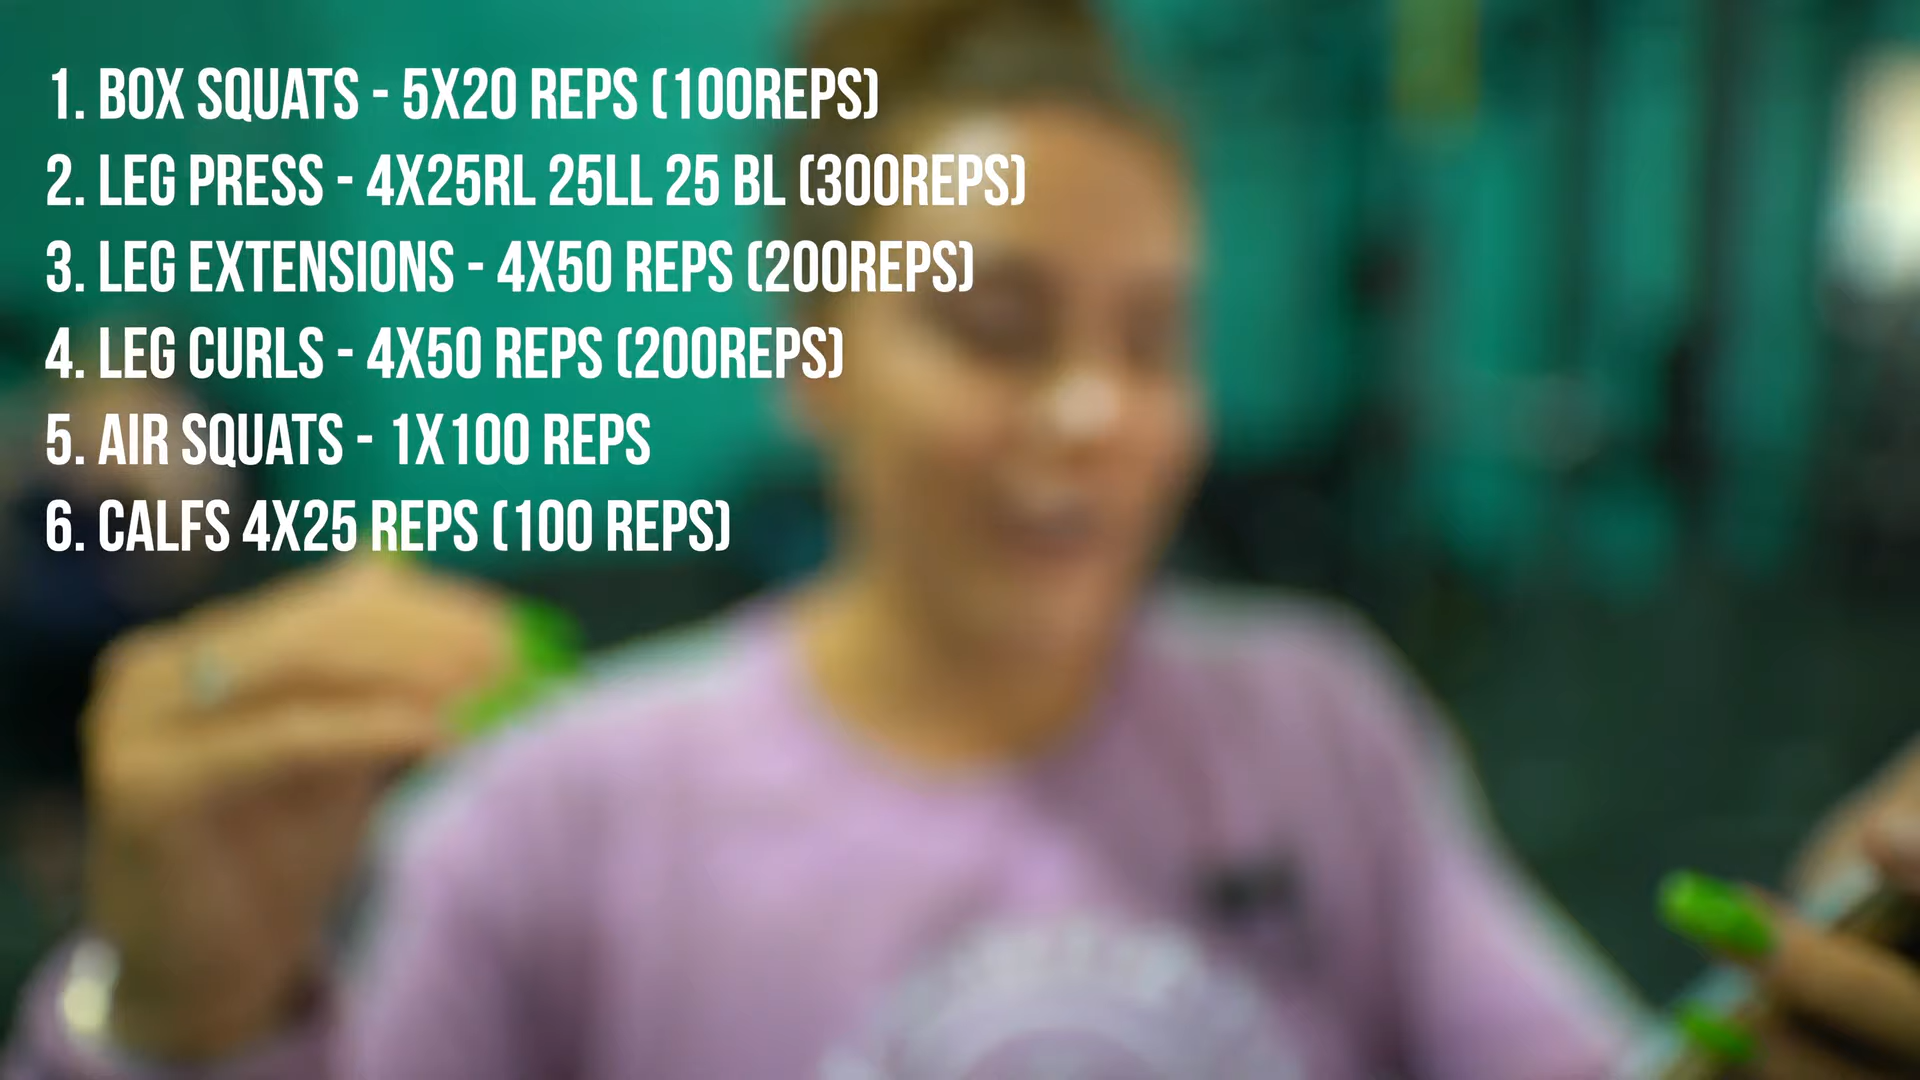 1. BOX SQUATS - 5X20 REPS (100REPS)
2. LEG PRESS - 4X25RL 25LL 25 BL (300REPS)
3. LEG EXTENSIONS - 4X50 REPS (200REPS)
4. LEG CURLS - 4X50 REPS (200REPS)
5. AIR SQUATS - 1X100 REPS
6. CALFS 4X25 REPS (100 REPS)